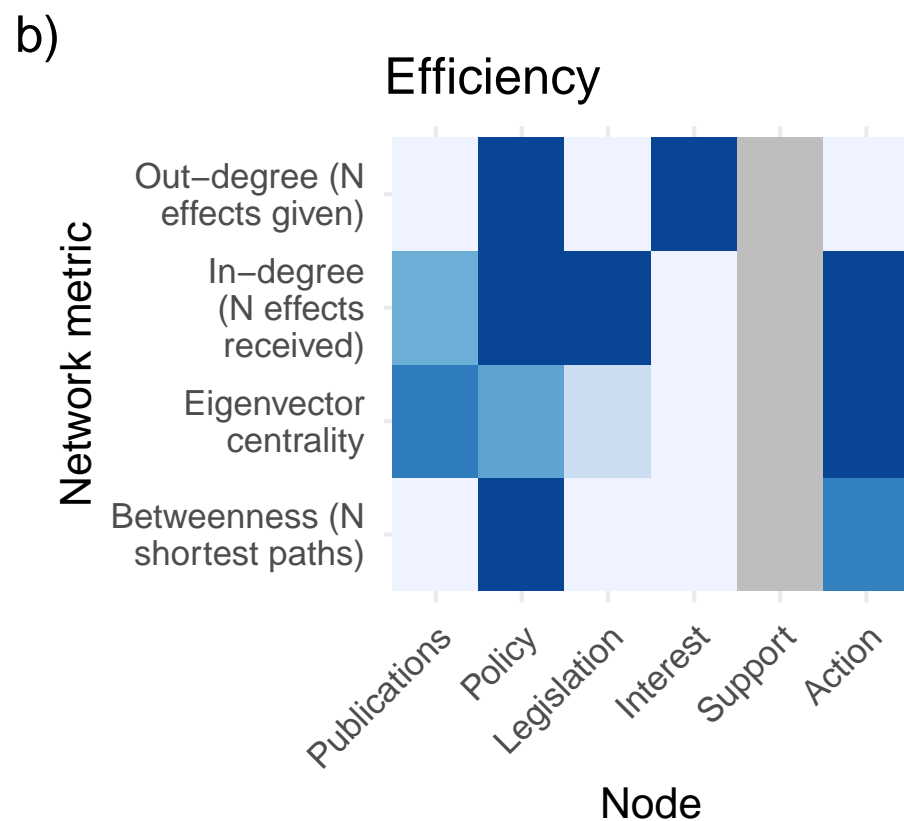 b)
Efficiency
Network metric
Out−degree (N
effects given)
In−degree
(N effects
received)
Eigenvector
centrality
Betweenness (N
shortest paths)
Publications
Policy
Legislation
Interest
Support
Action
Node